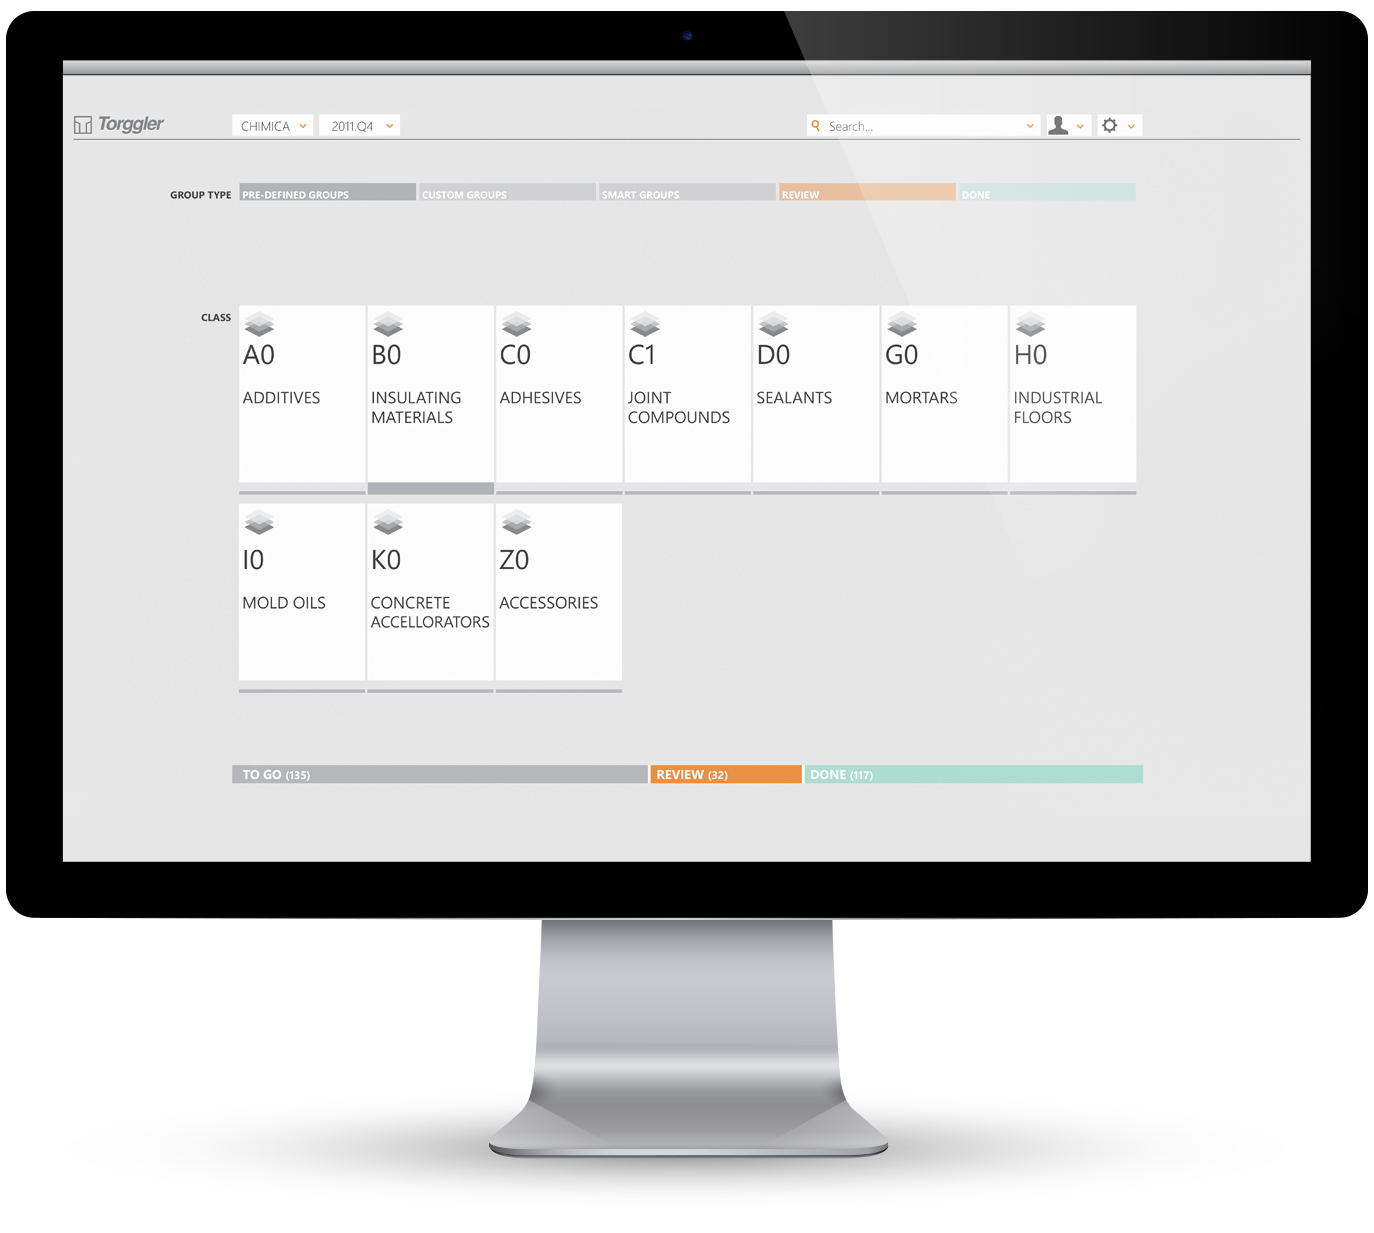 Torggler
CHIMICA
2011.Q4
Search...
GROUP TYPE
PRE-DEFINED GROUPS
CUSTOM GROUPS
SMART GROUPS
REVIEW
DONE
CLASS
A0
ADDITIVES
B0
INSULATING
MATERIALS
C0
ADHESIVES
C1
JOINT
COMPOUNDS
D0
SEALANTS
G0
MORTARS
H0
INDUSTRIAL
FLOORS
I0
MOLD OILS
K0
CONCRETE
ACCELLORATORS
Z0
ACCESSORIES
TO GO (135)
REVIEW (32)
DONE (117)